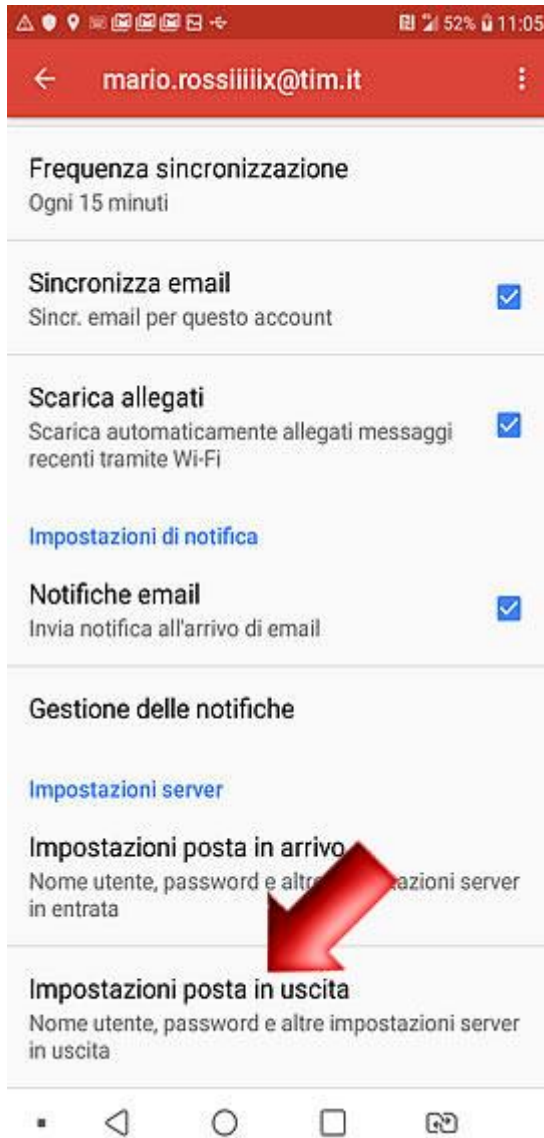 52% 11:05
mario.rossiiiiix@tim.it
Frequenza sincronizzazione
Ogni 15 minuti
Sincronizza email
Sincr. email per questo account
Scarica allegati
Scarica automaticamente allegati messaggi
recenti tramite Wi-Fi
Impostazioni di notifica
Notifiche email
Invia notifica all'arrivo di email
Gestione delle notifiche
Impostazioni server
Impostazioni posta in arrivo
Nome utente, password e server
in entrata
Impostazioni posta in uscita
Nome utente, password e altre impostazioni server
in uscita